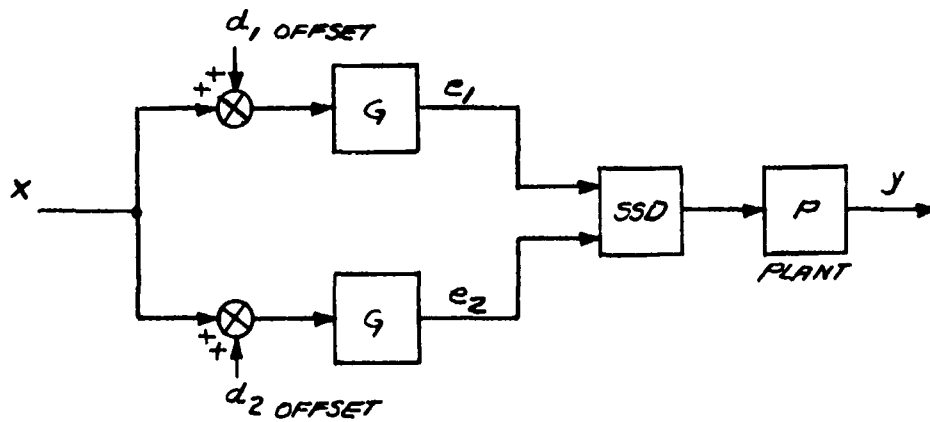 d₁ OFFSET
+ +
G
e₁
x
SSD
P
y
PLANT
G
e₂
+ +
d₂ OFFSET